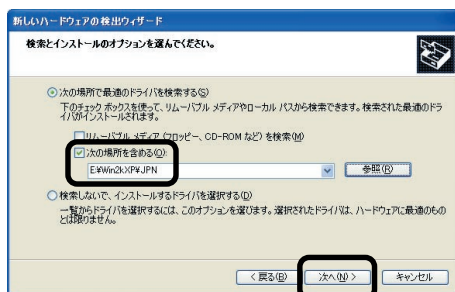 新しいハードウェアの検出ウィザード
検索とインストールのオプションを選んでください。
次の場所で最適のドライバを検索する(S)
下のチェック ボックスを使って、リムーバブル メディアやローカル パスから検索できます。検索された最適のドラ
イバがインストールされます。
リムーバブル メディア (フロッピー、CD-ROM など) を検索(M)
次の場所を含める(O):
E:¥Win2kXP¥JPN
参照(R)
検索しないで、インストールするドライバを選択する(D)
一覧からドライバを選択するには、このオプションを選びます。選択されたドライバは、ハードウェアに最適のもの
とは限りません。
< 戻る(B)
次へ(N) >
キャンセル